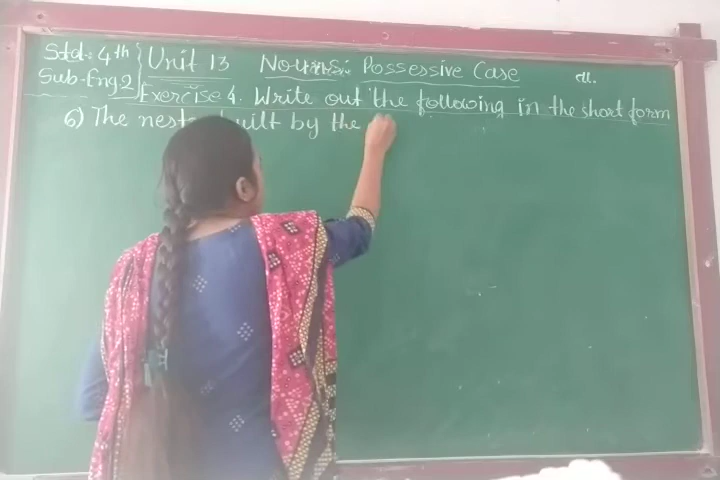 Std: 4th Unit 13 Nouns: Possessive Case
Sub-Eng 2 Exercise 4. Write out the following in the short form
6) The nests built by the